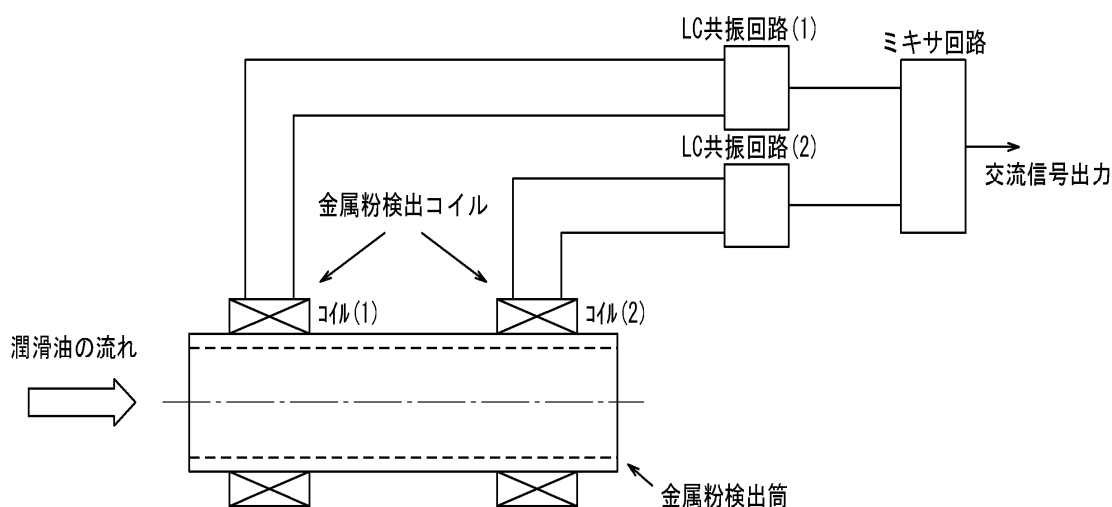 LC共振回路(1)
ミキサ回路
LC共振回路(2)
交流信号出力
金属粉検出コイル
ｺｲﾙ(1)
ｺｲﾙ(2)
潤滑油の流れ
金属粉検出筒